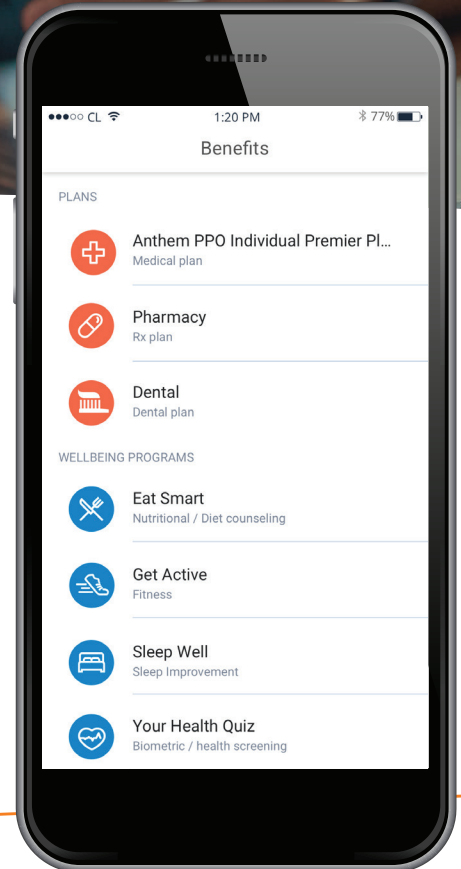 CL 1:20 PM 77%
Benefits
PLANS
Anthem PPO Individual Premier Pl...
Medical plan
Pharmacy
Rx plan
Dental
Dental plan
WELLBEING PROGRAMS
Eat Smart
Nutritional / Diet counseling
Get Active
Fitness
Sleep Well
Sleep Improvement
Your Health Quiz
Biometric / health screening